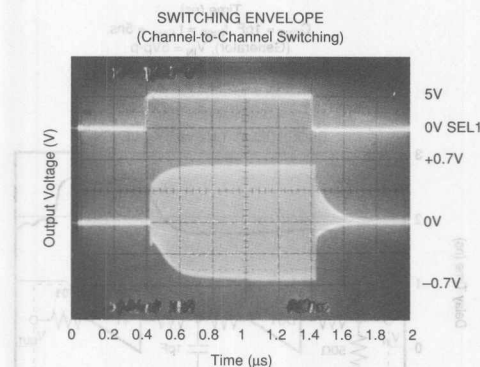 SWITCHING ENVELOPE
(Channel-to-Channel Switching)
5V
0V SEL1
+0.7V
0V
–0.7V
Output Voltage (V)
0 0.2 0.4 0.6 0.8 1 1.2 1.4 1.6 1.8 2
Time (μs)